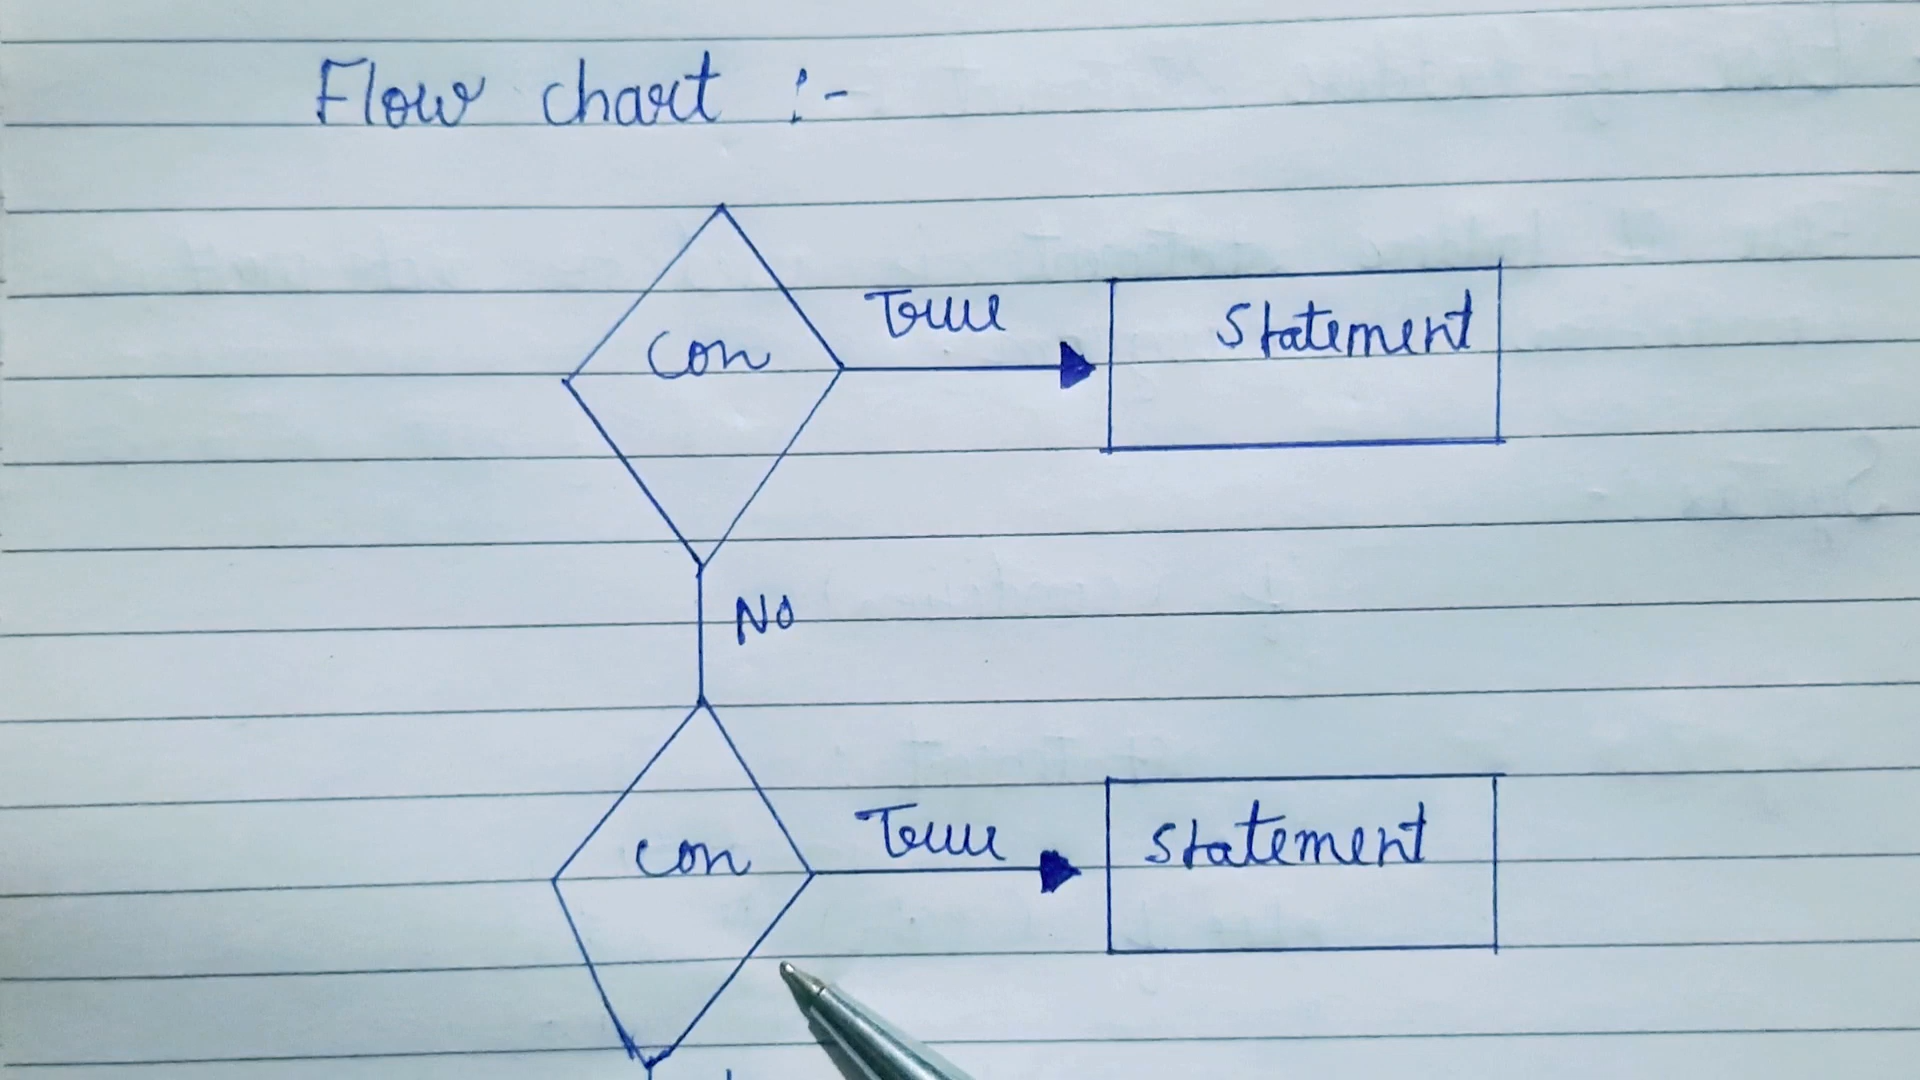 Flow chart :-
True
Statement
Con
No
True
Statement
Con